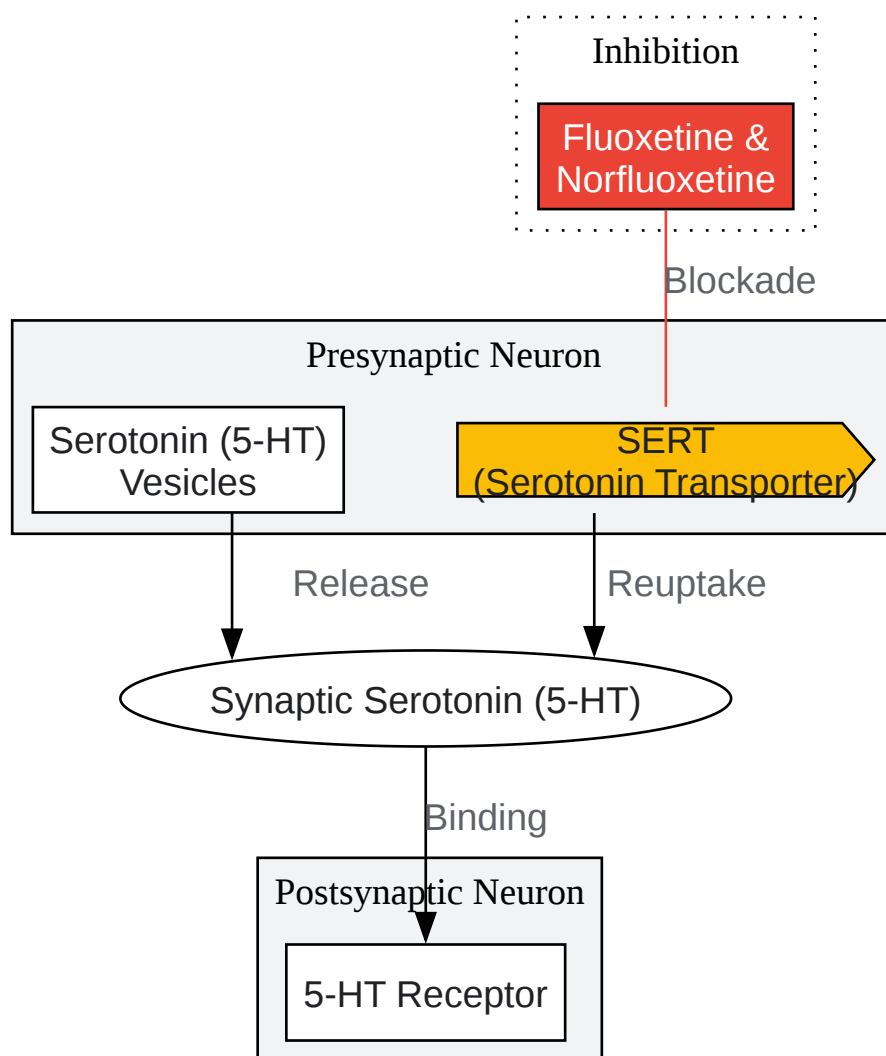 Inhibition
Fluoxetine &
Norfluoxetine
Blockade
Presynaptic Neuron
Serotonin (5-HT)
Vesicles
SERT
(Serotonin Transporter)
Release
Reuptake
Synaptic Serotonin (5-HT)
Binding
Postsynaptic Neuron
5-HT Receptor